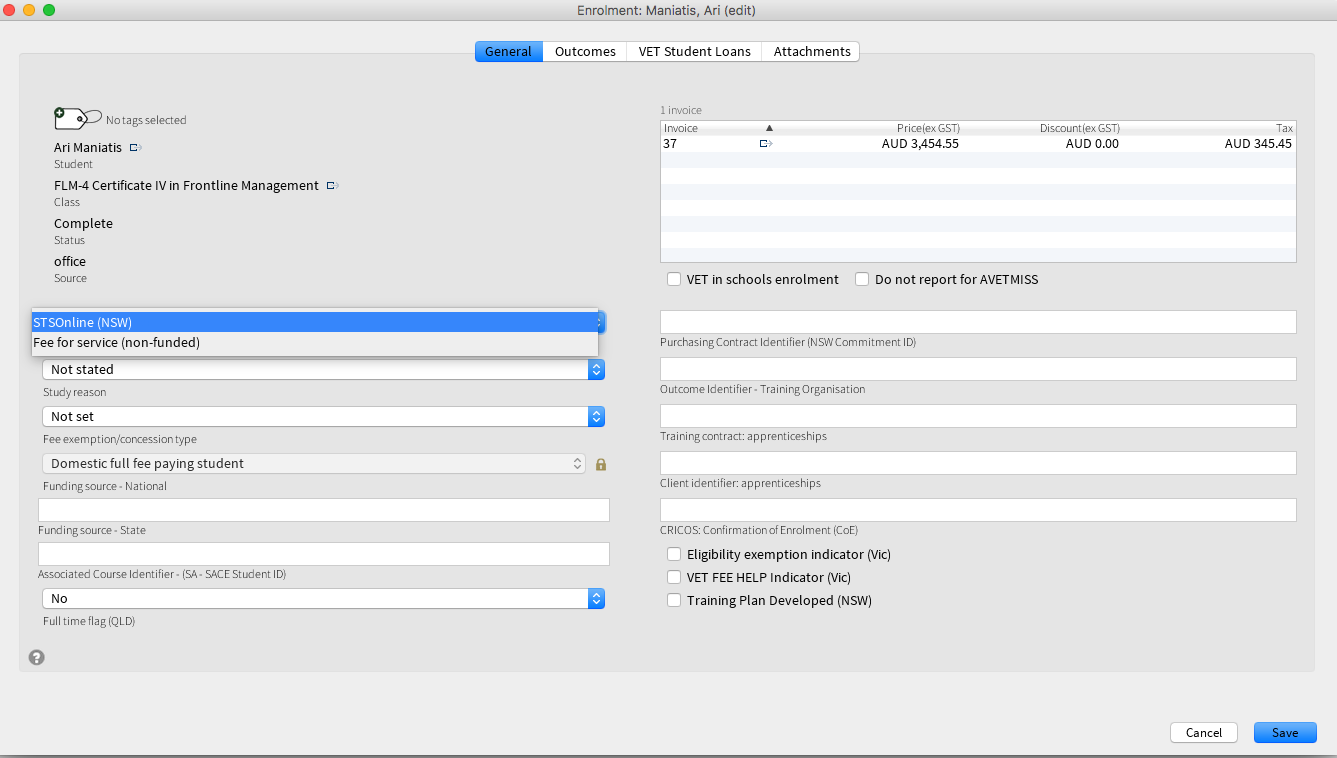 Enrolment: Maniatis, Ari (edit)
General
Outcomes
VET Student Loans
Attachments
No tags selected
Ari Maniatis
Student
FLM-4 Certificate IV in Frontline Management
Class
Complete
Status
office
Source
STSOnline (NSW)
Fee for service (non-funded)
Not stated
Study reason
Not set
Fee exemption/concession type
Domestic full fee paying student
Funding source - National
Funding source - State
Associated Course Identifier - (SA - SACE Student ID)
No
Full time flag (QLD)
?
1 invoice
Invoice Price(ex GST) Discount(ex GST) Tax
37 AUD 3,454.55 AUD 0.00 AUD 345.45
VET in schools enrolment
Do not report for AVETMISS
Purchasing Contract Identifier (NSW Commitment ID)
Outcome Identifier - Training Organisation
Training contract: apprenticeships
Client identifier: apprenticeships
CRICOS: Confirmation of Enrolment (CoE)
Eligibility exemption indicator (Vic)
VET FEE HELP Indicator (Vic)
Training Plan Developed (NSW)
Cancel
Save